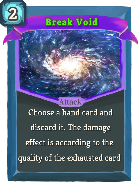 2
Break Void
Attack
Choose a hand card and
discard it. The damage
effect is according to the
quality of the exhausted card